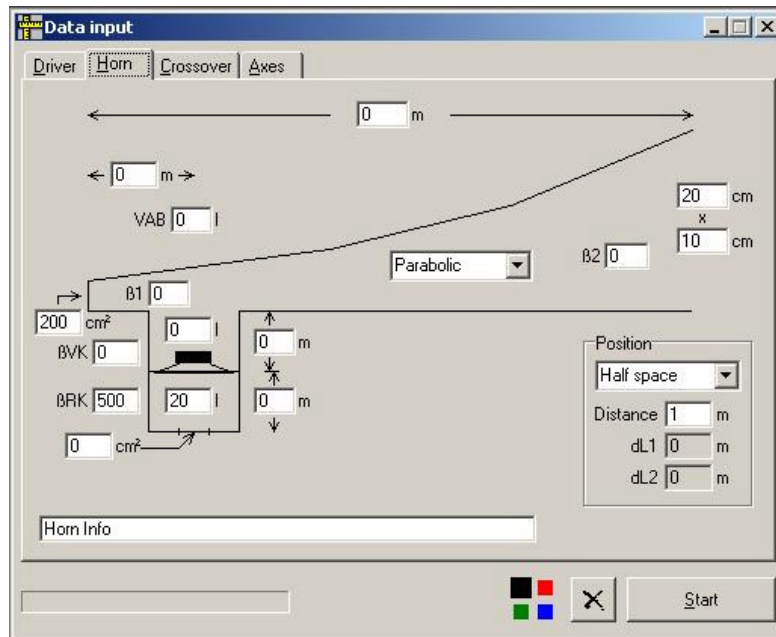 Data input
Driver Horn Crossover Axes
0 m
0 m
VAB 0 l
20 cm
x
10 cm
Parabolic
ß2 0
ß1 0
200 cm²
0 l
0 m
ßVK 0
ßRK 500
20 l
0 m
0 cm²
Position
Half space
Distance 1 m
dL1 0 m
dL2 0 m
Horn Info
Start